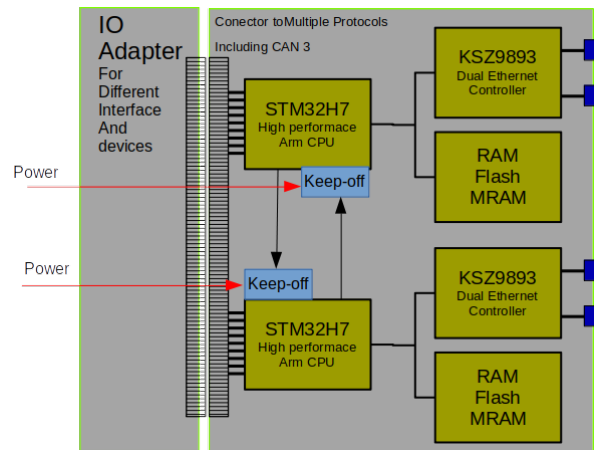 IO
Adapter
For
Different
Interface
And
devices
Conector toMultiple Protocols
Including CAN 3
STM32H7
High performace
Arm CPU
KSZ9893
Dual Ethernet
Controller
RAM
Flash
MRAM
Power
Keep-off
Power
Keep-off
STM32H7
High performace
Arm CPU
KSZ9893
Dual Ethernet
Controller
RAM
Flash
MRAM